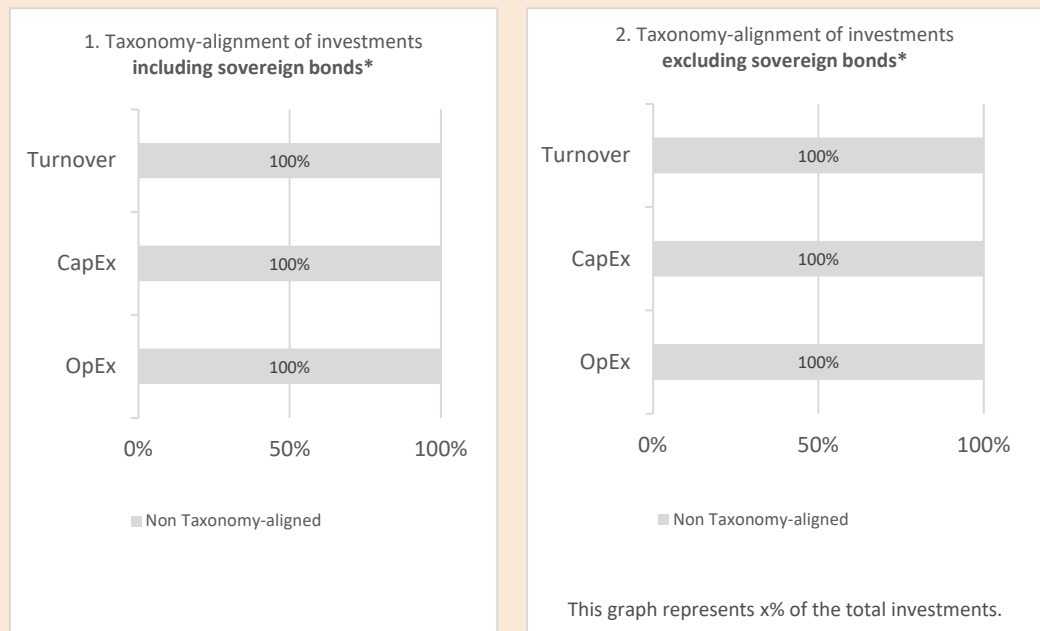 1. Taxonomy-alignment of investments
including sovereign bonds*
Turnover
100%
CapEx
100%
OpEx
100%
0%
50%
100%
Non Taxonomy-aligned
2. Taxonomy-alignment of investments
excluding sovereign bonds*
Turnover
100%
CapEx
100%
OpEx
100%
0%
50%
100%
Non Taxonomy-aligned
This graph represents x% of the total investments.